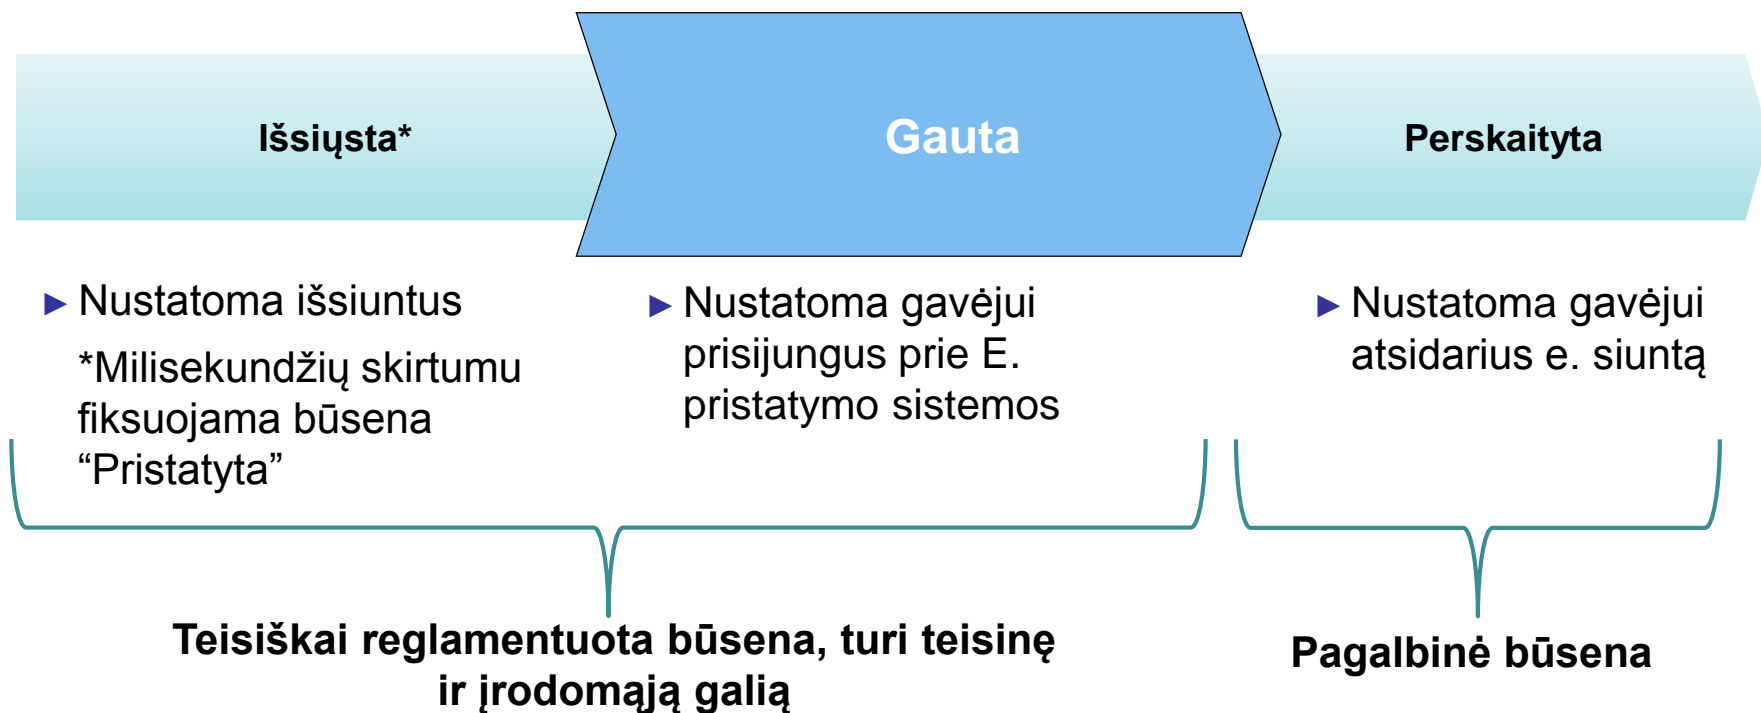 Išsiųsta*
Gauta
Perskaityta
► Nustatoma išsiuntus
*Milisekundžių skirtumu
fiksuojama būsena
“Pristatyta”
► Nustatoma gavėjui
prisijungus prie E.
pristatymo sistemos
► Nustatoma gavėjui
atsidarius e. siuntą
Teisiškai reglamentuota būsena, turi teisinę
ir įrodomąją galią
Pagalbinė būsena